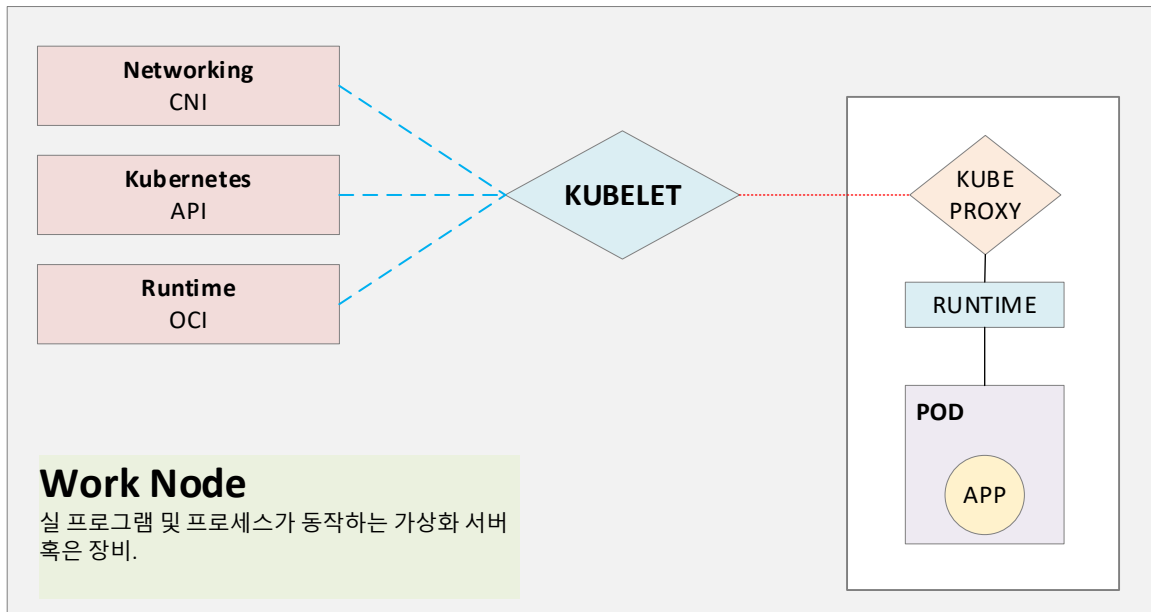 Networking
CNI
Kubernetes
API
Runtime
OCI
KUBELET
KUBE
PROXY
RUNTIME
POD
APP
Work Node
실 프로그램 및 프로세스가 동작하는 가상화 서버
혹은 장비.